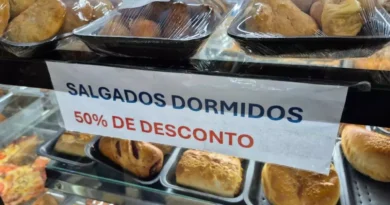 SALGADOS DORMIDOS
50% DE DESCONTO